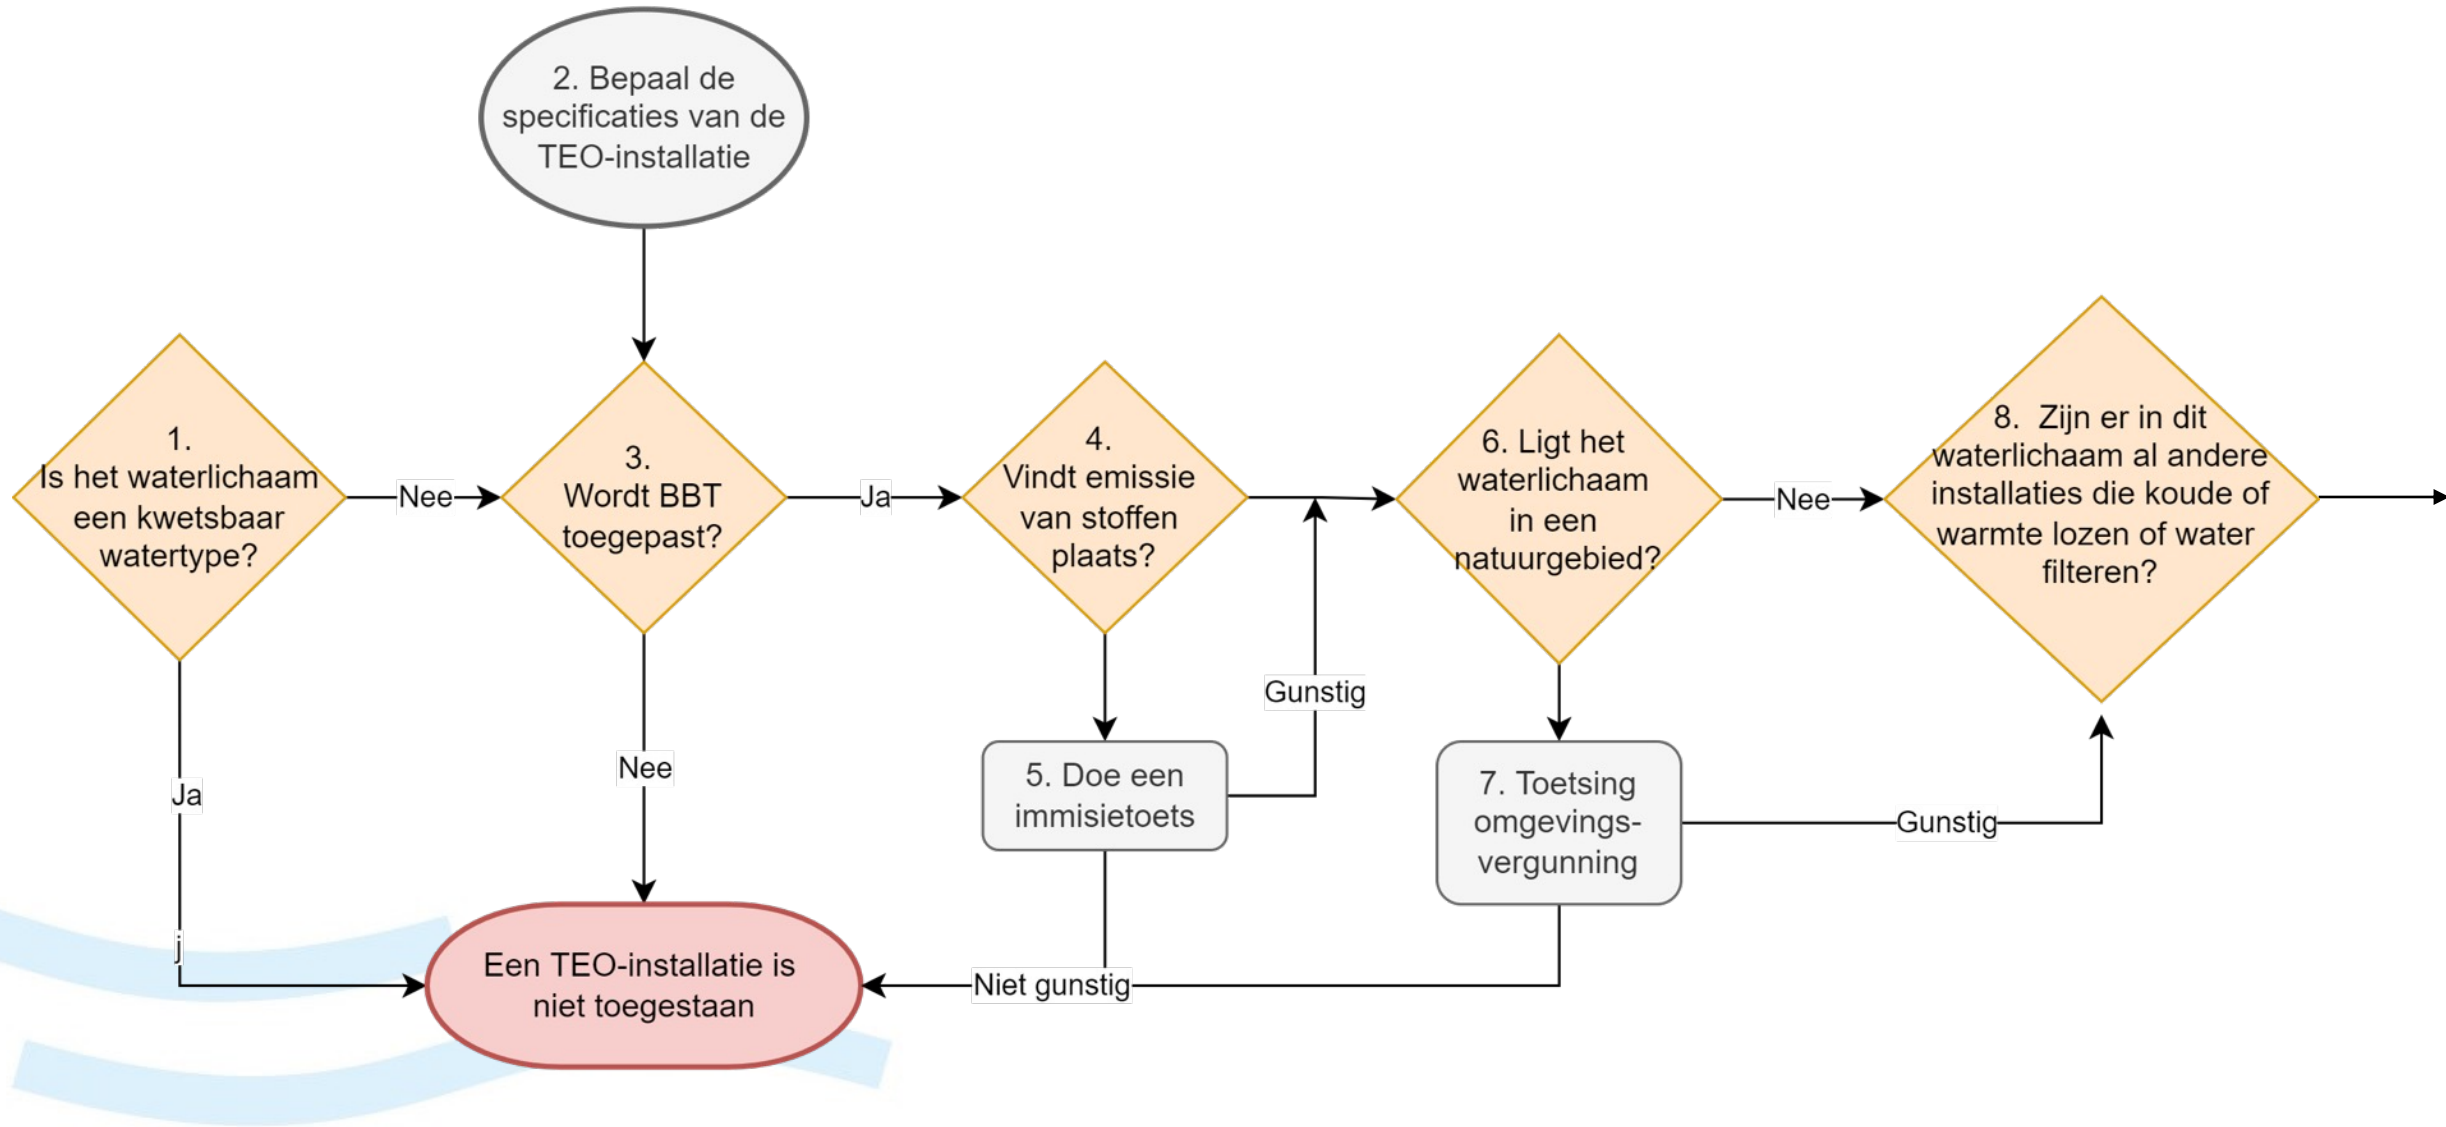 2. Bepaal de
specificaties van de
TEO-installatie
1.
Is het waterlichaam
een kwetsbaar
watertype?
Nee
3.
Wordt BBT
toegepast?
Ja
4.
Vindt emissie
van stoffen
plaats?
6. Ligt het
waterlichaam
in een
natuurgebied?
Nee
8. Zijn er in dit
waterlichaam al andere
installaties die koude of
warmte lozen of water
filteren?
Ja
j
Nee
5. Doe een
immisietoets
Gunstig
7. Toetsing
omgevings-
vergunning
Gunstig
Een TEO-installatie is
niet toegestaan
Niet gunstig